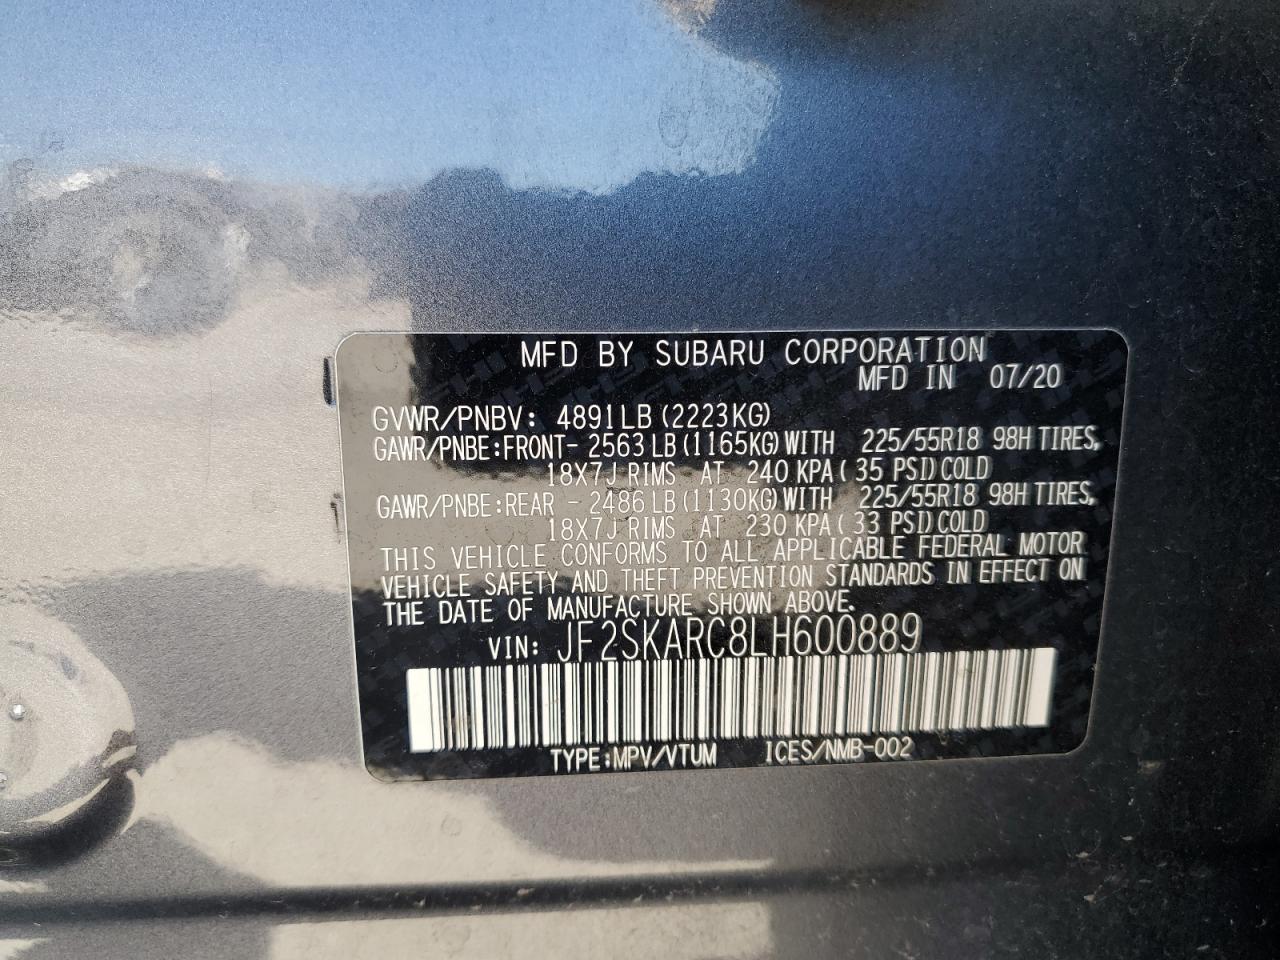 MFD BY SUBARU CORPORATION
MFD IN 07/20
GVWR/PNBV: 4891LB (2223KG)
GAWR/PNBE:FRONT- 2563LB (1165KG) WITH 225/55R18 98H TIRES,
18X7J RIMS AT 240 KPA (35 PSI) COLD
GAWR/PNBE:REAR - 2486LB (1130KG) WITH 225/55R18 98H TIRES,
18X7J RIMS AT 230 KPA (33 PSI) COLD
THIS VEHICLE CONFORMS TO ALL APPLICABLE FEDERAL MOTOR
VEHICLE SAFETY AND THEFT PREVENTION STANDARDS IN EFFECT ON
THE DATE OF MANUFACTURE SHOWN ABOVE.
VIN: JF2SKARC8LH600889
TYPE:MPV/VTUM ICES/NMB-002